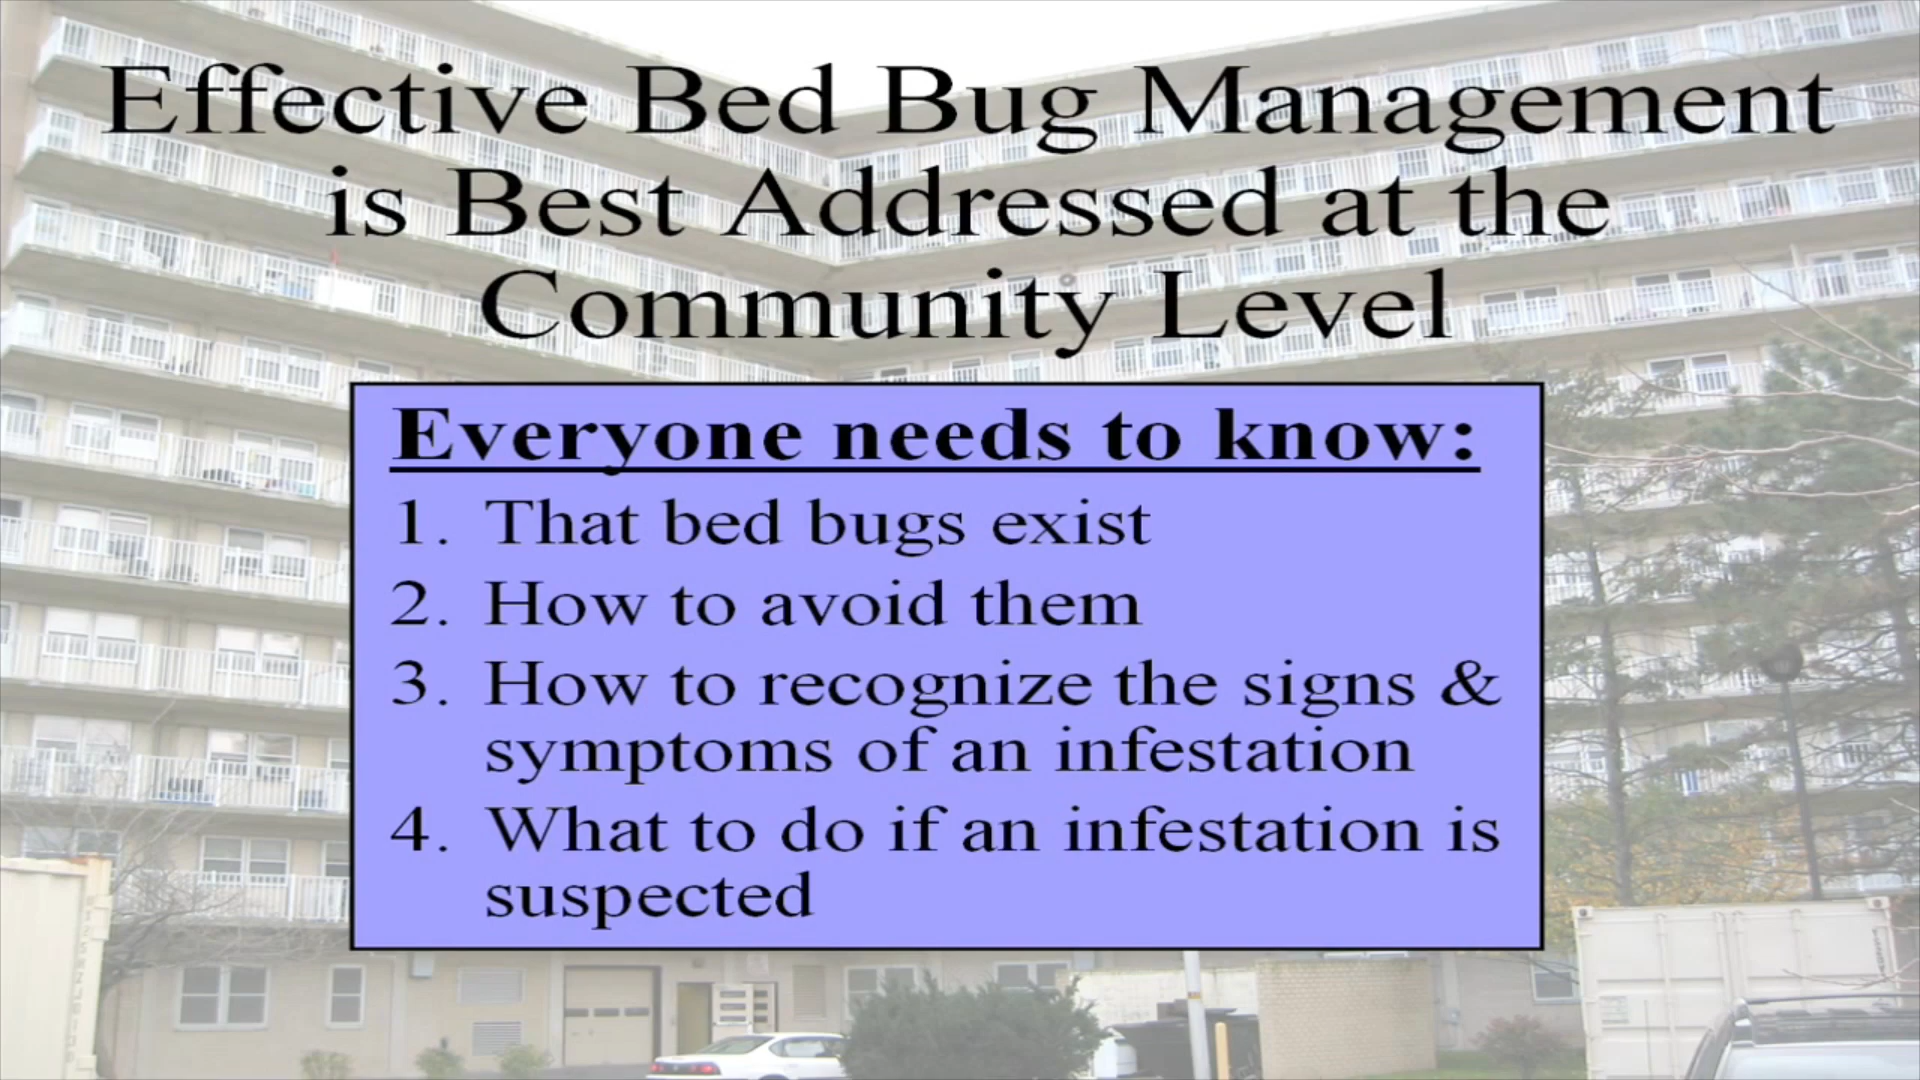 Effective Bed Bug Management
is Best Addressed at the
Community Level
Everyone needs to know:
1. That bed bugs exist
2. How to avoid them
3. How to recognize the signs &
symptoms of an infestation
4. What to do if an infestation is
suspected